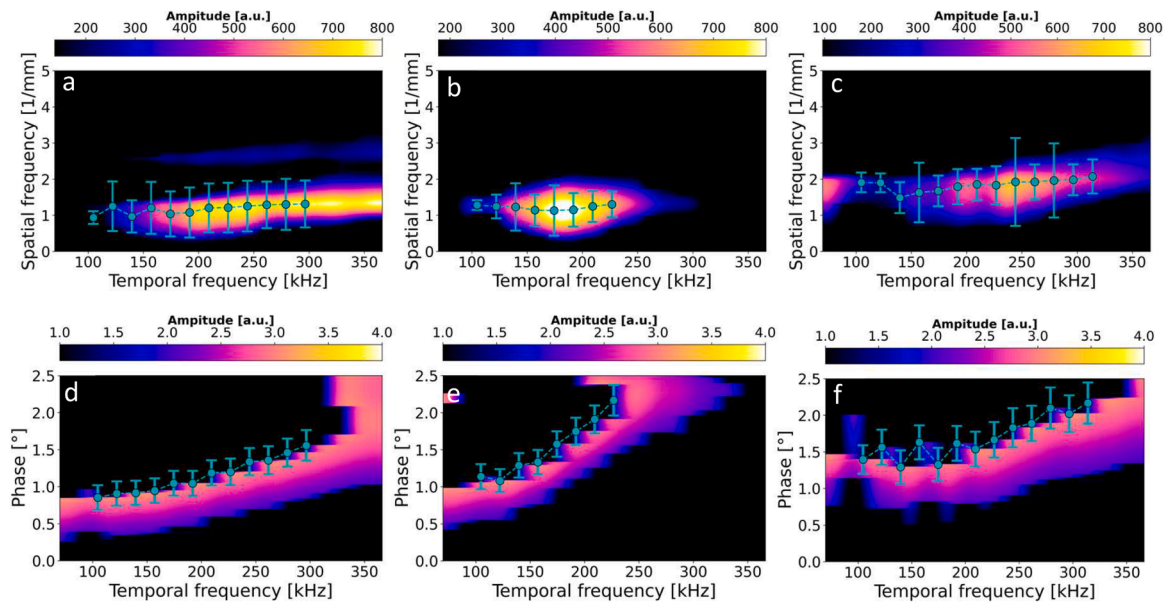 Ampitude [a.u.] Ampitude [a.u.] Ampitude [a.u.]
200 300 400 500 600 700 800 200 300 400 500 600 700 800 100 200 300 400 500 600 700 800
a b c
Spatial frequency [1/mm] Spatial frequency [1/mm] Spatial frequency [1/mm]
5 5 5
4 4 4
3 3 3
2 2 2
1 1 1
0 0 0
100 150 200 250 300 350 100 150 200 250 300 350 100 150 200 250 300 350
Temporal frequency [kHz] Temporal frequency [kHz] Temporal frequency [kHz]
Amplitude [a.u.] Amplitude [a.u.] Amplitude [a.u.]
1.0 1.5 2.0 2.5 3.0 3.5 4.0 1.0 1.5 2.0 2.5 3.0 3.5 4.0 1.0 1.5 2.0 2.5 3.0 3.5 4.0
d e f
Phase [°] Phase [°] Phase [°]
2.5 2.5 2.5
2.0 2.0 2.0
1.5 1.5 1.5
1.0 1.0 1.0
0.5 0.5 0.5
0.0 0.0 0.0
100 150 200 250 300 350 100 150 200 250 300 350 100 150 200 250 300 350
Temporal frequency [kHz] Temporal frequency [kHz] Temporal frequency [kHz]